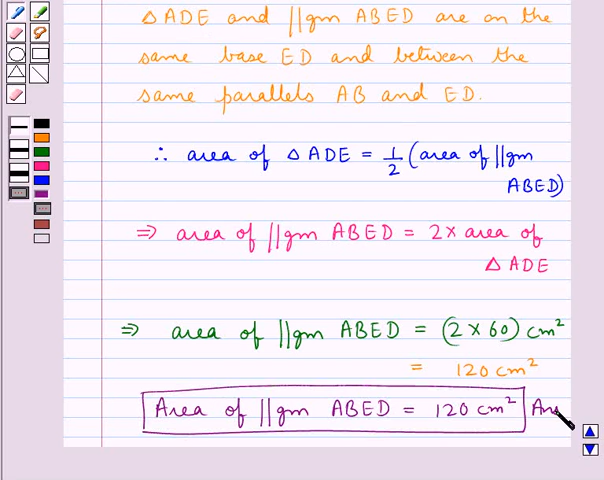 △ ADE and ||gm ABED are on the
same base ED and between the
same parallels AB and ED.
∴ area of △ ADE = 1/2 (area of ||gm
ABED)
⇒ area of ||gm ABED = 2 × area of
△ ADE
⇒ area of ||gm ABED = (2 × 60) cm²
= 120 cm²
Area of ||gm ABED = 120 cm² Ans